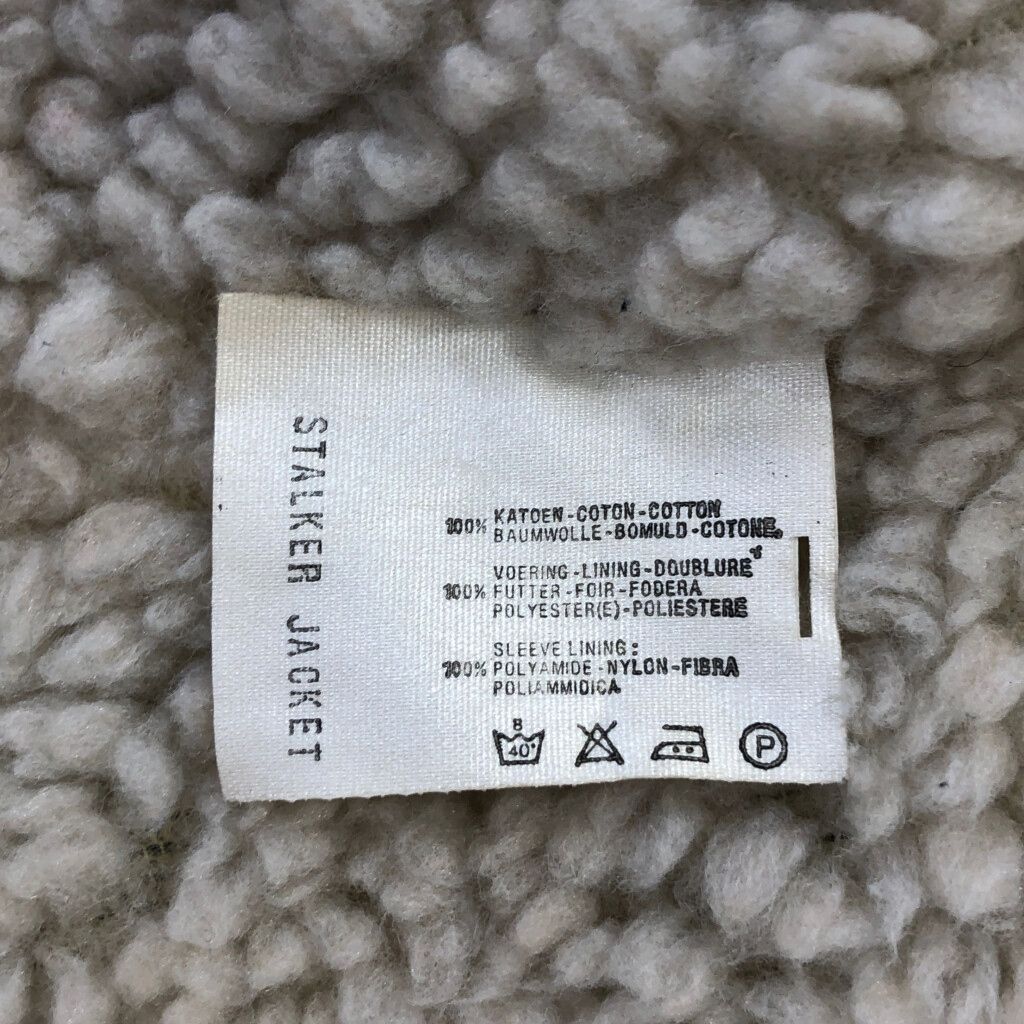 STALKER JACKET
100% KATOEN-COTON-COTTON
BAUMWOLLE-BOMULD-COTONE.
VOERING-LINING-DOUBLURE
100% FUTTER-FOIR-FODERA
POLYESTER(E)-POLIESTERE
SLEEVE LINING:
100% POLYAMIDE-NYLON-FIBRA
POLIAMMIDICA
8
40°
P